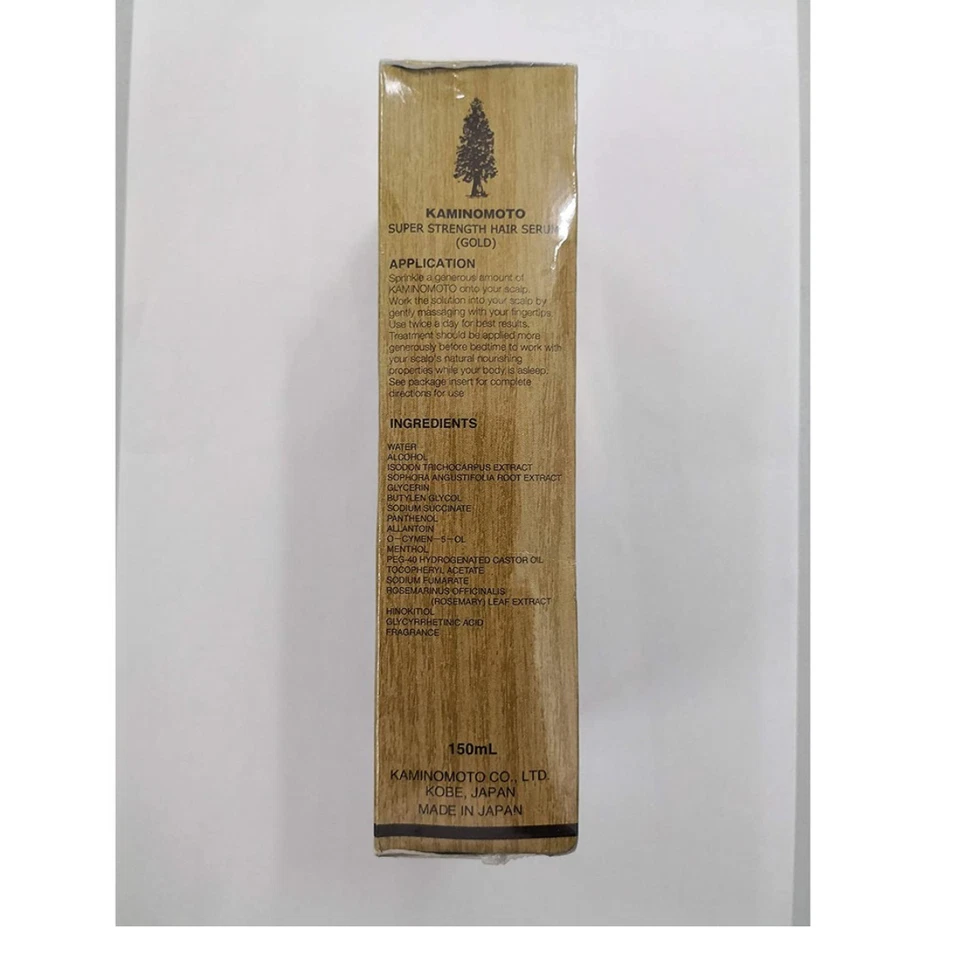 KAMINOMOTO
SUPER STRENGTH HAIR SERUM
(GOLD)
APPLICATION
Sprinkle a generous amount of
KAMINOMOTO onto your scalp.
Work the solution into your scalp by
gently massaging with your fingertips.
Use twice a day for best results.
Treatment should be applied more
generously before bedtime to work with
your scalp's natural nourishing
properties while your body is asleep.
See package insert for complete
directions for use
INGREDIENTS
WATER
ALCOHOL
ISODON TRICHOCARPUS EXTRACT
SOPHORA ANGUSTIFOLIA ROOT EXTRACT
GLYCERIN
BUTYLEN GLYCOL
SODIUM SUCCINATE
PANTHENOL
ALLANTOIN
O-CYMEN-5-OL
MENTHOL
PEG-40 HYDROGENATED CASTOR OIL
TOCOPHERYL ACETATE
SODIUM FUMARATE
ROSEMARINUS OFFICINALIS
(ROSEMARY) LEAF EXTRACT
HINOKITIOL
GLYCYRRHETINIC ACID
FRAGRANCE
150mL
KAMINOMOTO CO., LTD.
KOBE, JAPAN
MADE IN JAPAN